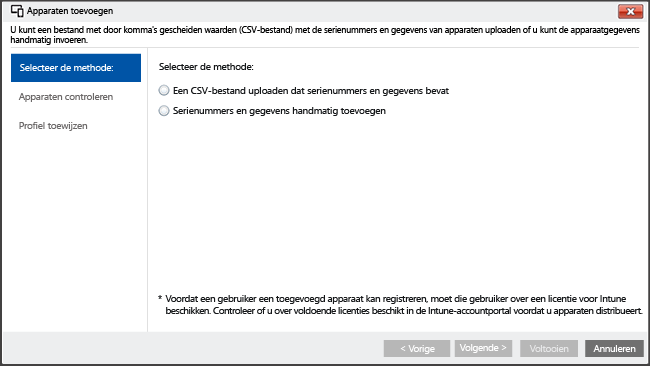 Apparaten toevoegen
U kunt een bestand met door komma's gescheiden waarden (CSV-bestand) met de serienummers en gegevens van apparaten uploaden of u kunt de apparaatgegevens
handmatig invoeren.
Selecteer de methode:
Apparaten controleren
Profiel toewijzen
Selecteer de methode:
Een CSV-bestand uploaden dat serienummers en gegevens bevat
Serienummers en gegevens handmatig toevoegen
* Voordat een gebruiker een toegevoegd apparaat kan registreren, moet die gebruiker over een licentie voor Intune
beschikken. Controleer of u over voldoende licenties beschikt in de Intune-accountportal voordat u apparaten distribueert.
< Vorige
Volgende >
Voltooien
Annuleren